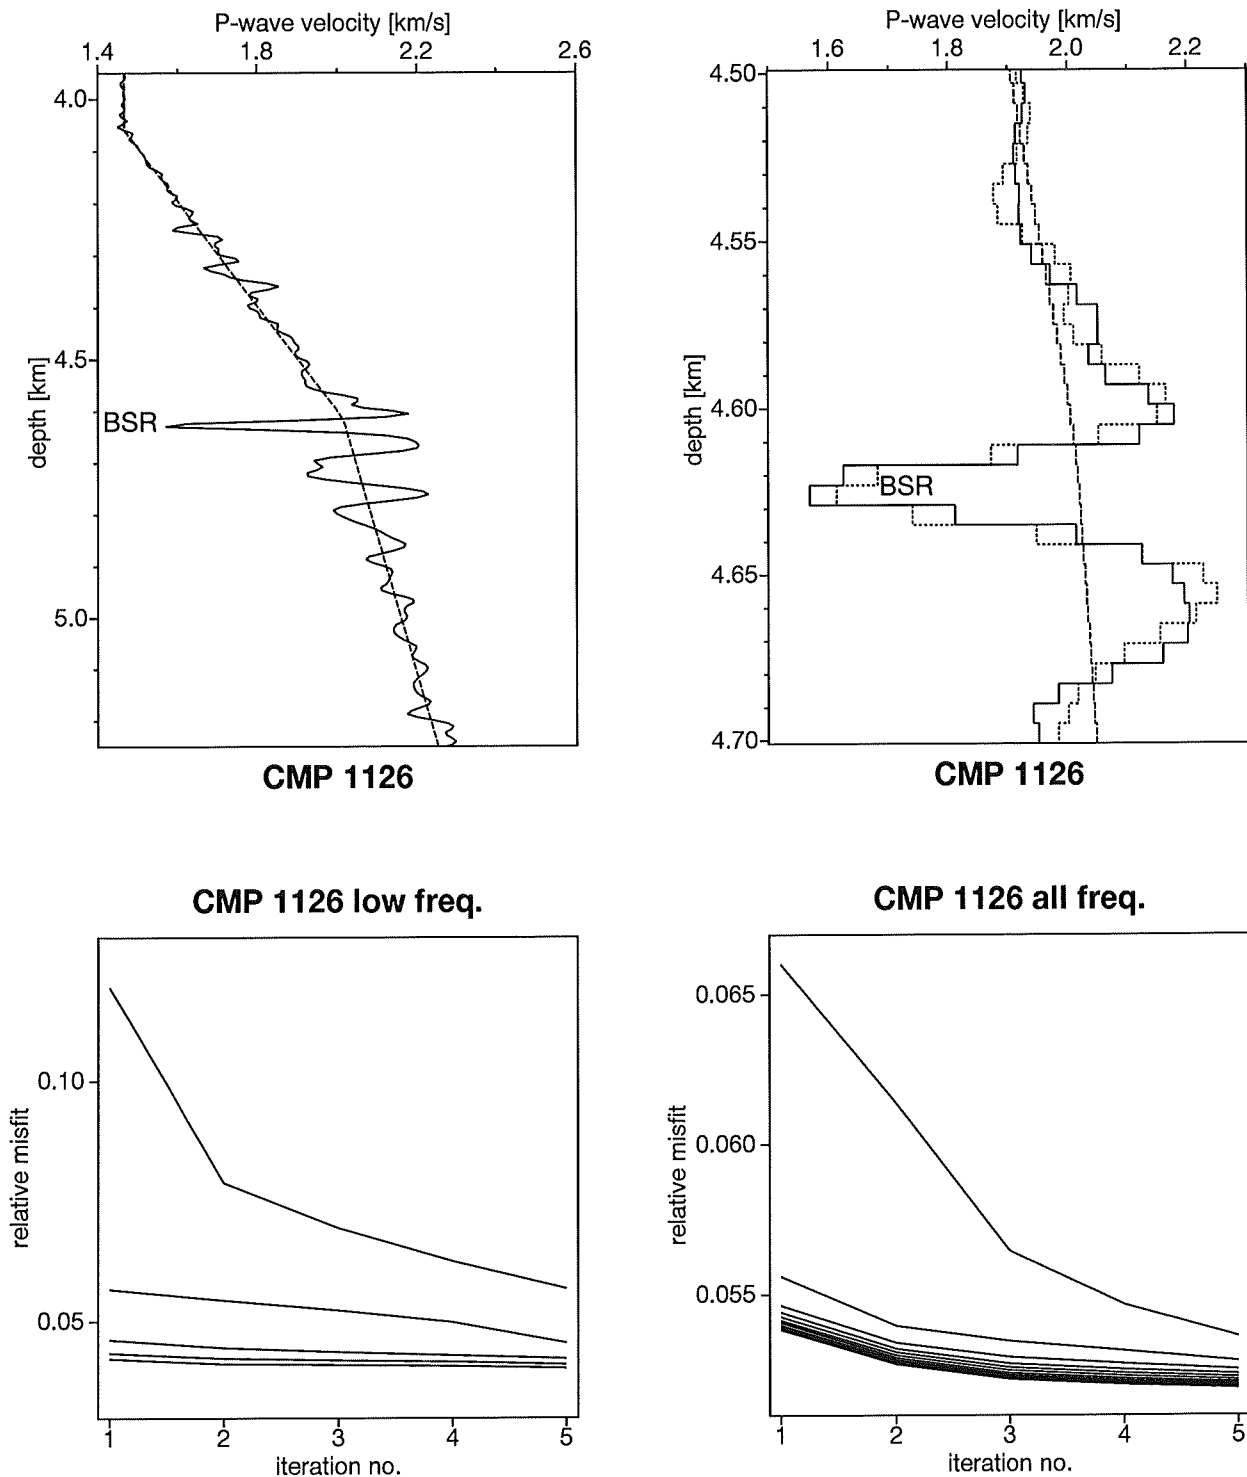 P-wave velocity [km/s]
1.4 1.8 2.2 2.6
4.0
4.5
5.0
depth [km]
BSR
CMP 1126
P-wave velocity [km/s]
1.6 1.8 2.0 2.2
4.50
4.55
4.60
4.65
4.70
depth [km]
BSR
CMP 1126
CMP 1126 low freq.
0.10
0.05
relative misfit
1 2 3 4 5
iteration no.
CMP 1126 all freq.
0.065
0.060
0.055
relative misfit
1 2 3 4 5
iteration no.